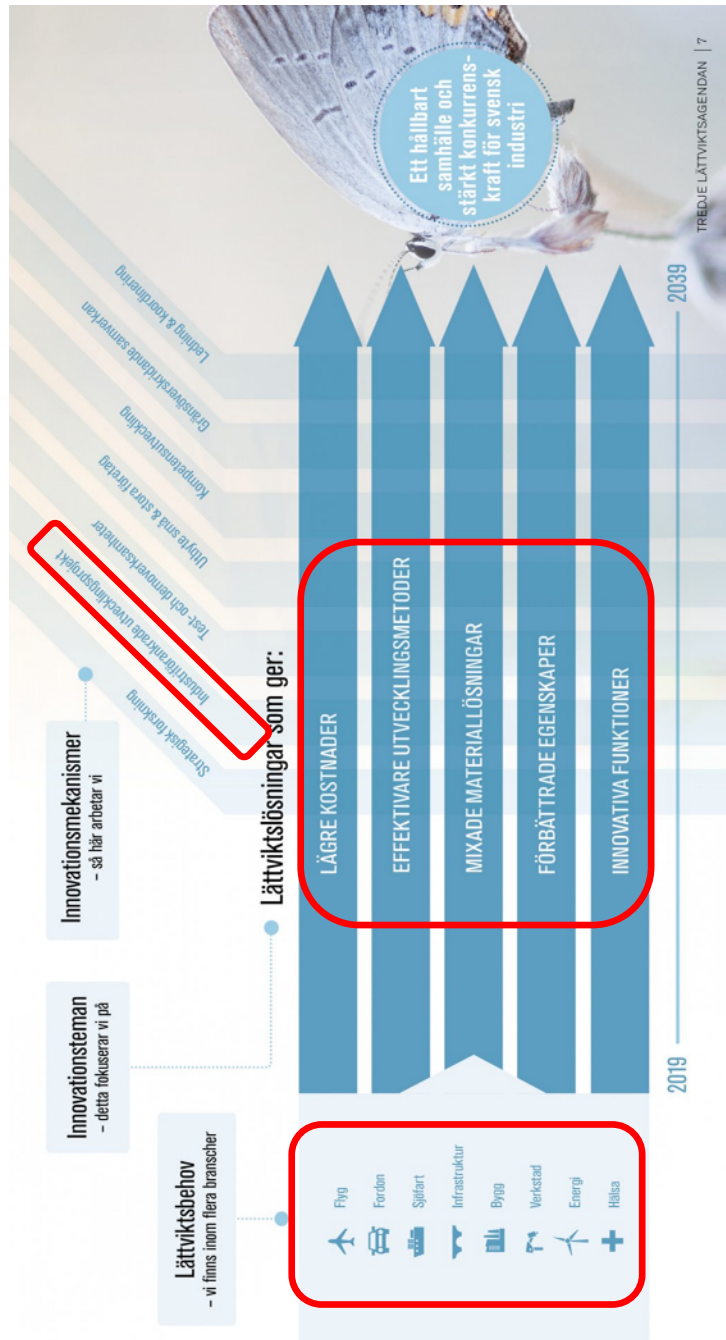 Lättviktsbehov
– vi finns inom flera branscher
Innovationsteman
– detta fokuserar vi på
Innovationsmekanismer
– så här arbetar vi
Strategisk forskning
Industriförankrade utvecklingsprojekt
Test- och demoverksamheter
Utbyte små & stora företag
Kompetensutveckling
Gränsöverskridande samverkan
Ledning & koordinering
Lättviktslösningar som ger:
Flyg
Fordon
Sjöfart
Infrastruktur
Bygg
Verkstad
Energi
Hälsa
LÄGRE KOSTNADER
EFFEKTIVARE UTVECKLINGSMETODER
MIXADE MATERIALLÖSNINGAR
FÖRBÄTTRADE EGENSKAPER
INNOVATIVA FUNKTIONER
Ett hållbart
samhälle och
stärkt konkurrens-
kraft för svensk
industri
2019
2039
TREDJE LÄTTVIKTSAGENDAN | 7